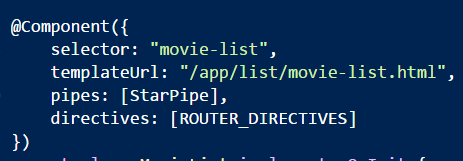 @Component({
    selector: "movie-list",
    templateUrl: "/app/list/movie-list.html",
    pipes: [StarPipe],
    directives: [ROUTER_DIRECTIVES]
})